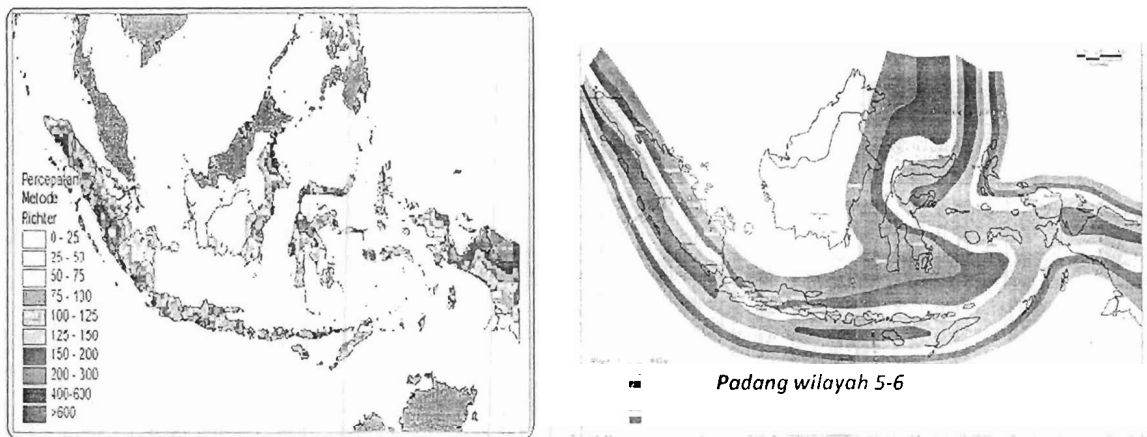 Percepatan
Metode
Richter
0 - 25
25 - 50
50 - 75
75 - 100
100 - 125
125 - 150
150 - 200
200 - 300
400-600
>600
Padang wilayah 5-6